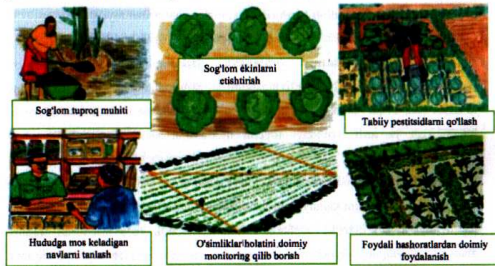 Sog'lom tuproq muhiti
Sog'lom ekinlarni
etishtirish
Tabiiy pestitsidlarni qo'llash
Hududga mos keladigan
navlarni tanlash
O'simliklar holatini doimiy
monitoring qilib borish
Foydali hashoratlardan doimiy
foydalanish